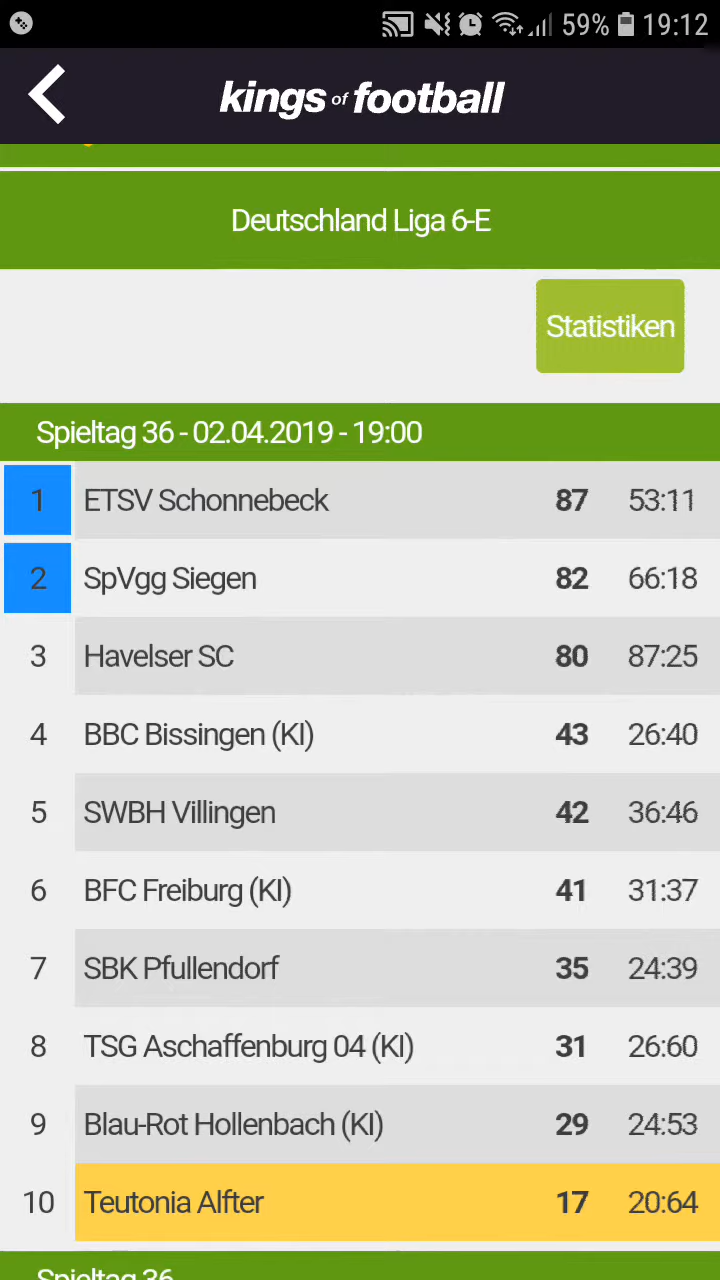 59% 19:12
kings of football
Deutschland Liga 6-E
Statistiken
Spieltag 36 - 02.04.2019 - 19:00
1 ETSV Schonnebeck 87 53:11
2 SpVgg Siegen 82 66:18
3 Havelser SC 80 87:25
4 BBC Bissingen (KI) 43 26:40
5 SWBH Villingen 42 36:46
6 BFC Freiburg (KI) 41 31:37
7 SBK Pfullendorf 35 24:39
8 TSG Aschaffenburg 04 (KI) 31 26:60
9 Blau-Rot Hollenbach (KI) 29 24:53
10 Teutonia Alfter 17 20:64
Spieltag 36